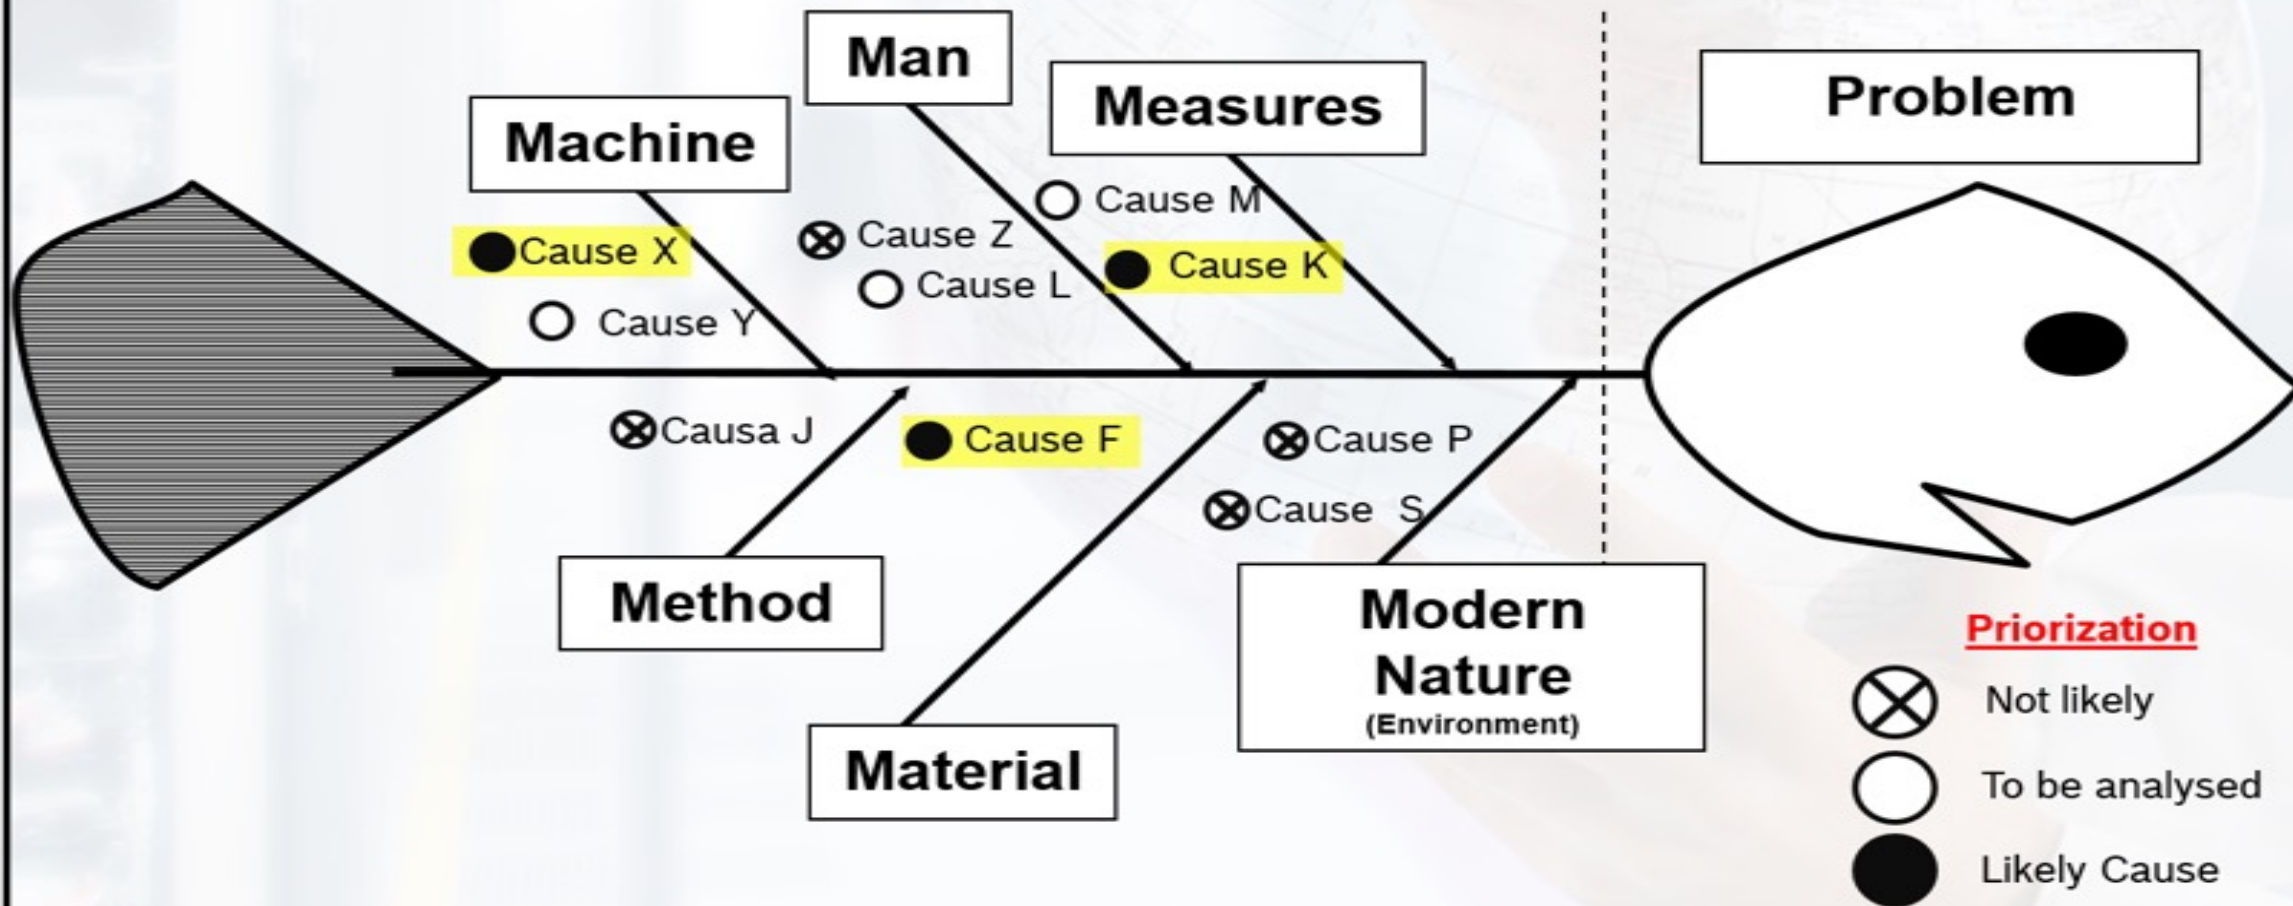 Man
Measures
Problem
Machine
Cause M
Cause Z
Cause X
Cause K
Cause L
Cause Y
Causa J
Cause F
Cause P
Cause S
Method
Modern
Nature
(Environment)
Material
Priorization
Not likely
To be analysed
Likely Cause